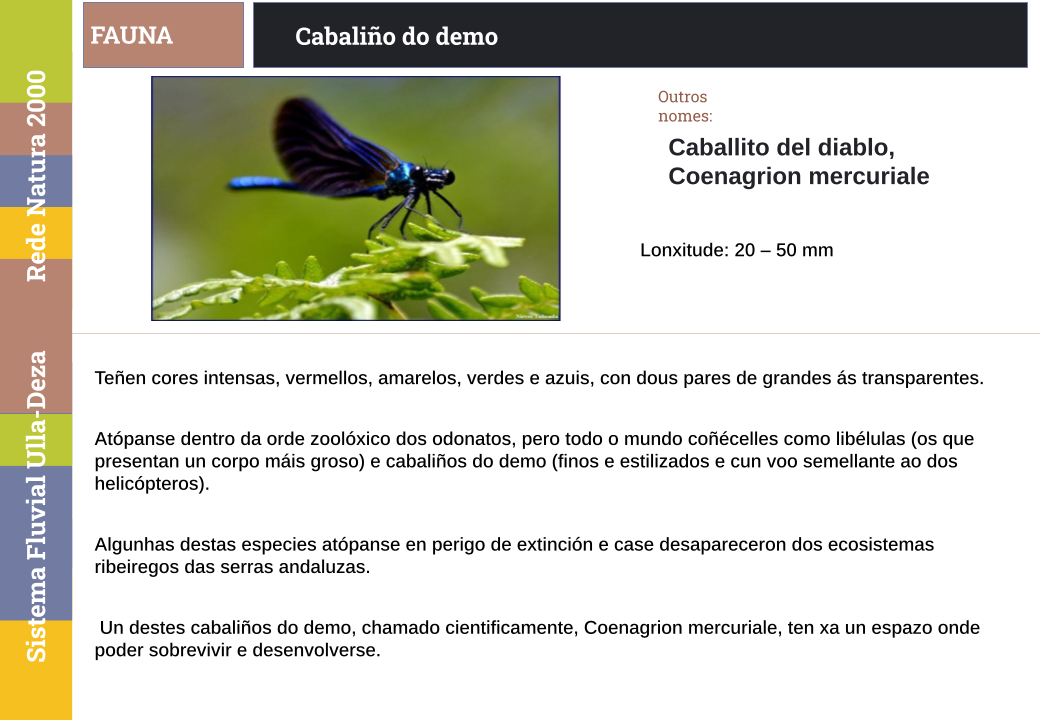 FAUNA
Cabaliño do demo
Outros
nomes:
Caballito del diablo,
Coenagrion mercuriale
Lonxitude: 20 – 50 mm
Teñen cores intensas, vermellos, amarelos, verdes e azuis, con dous pares de grandes ás transparentes.
Atópanse dentro da orde zoolóxico dos odonatos, pero todo o mundo coñécelles como libélulas (os que
presentan un corpo máis groso) e cabaliños do demo (finos e estilizados e cun voo semellante ao dos
helicópteros).
Algunhas destas especies atópanse en perigo de extinción e case desapareceron dos ecosistemas
ribeiregos das serras andaluzas.
Un destes cabaliños do demo, chamado cientificamente, Coenagrion mercuriale, ten xa un espazo onde
poder sobrevivir e desenvolverse.
Sistema Fluvial Ulla-Deza Rede Natura 2000